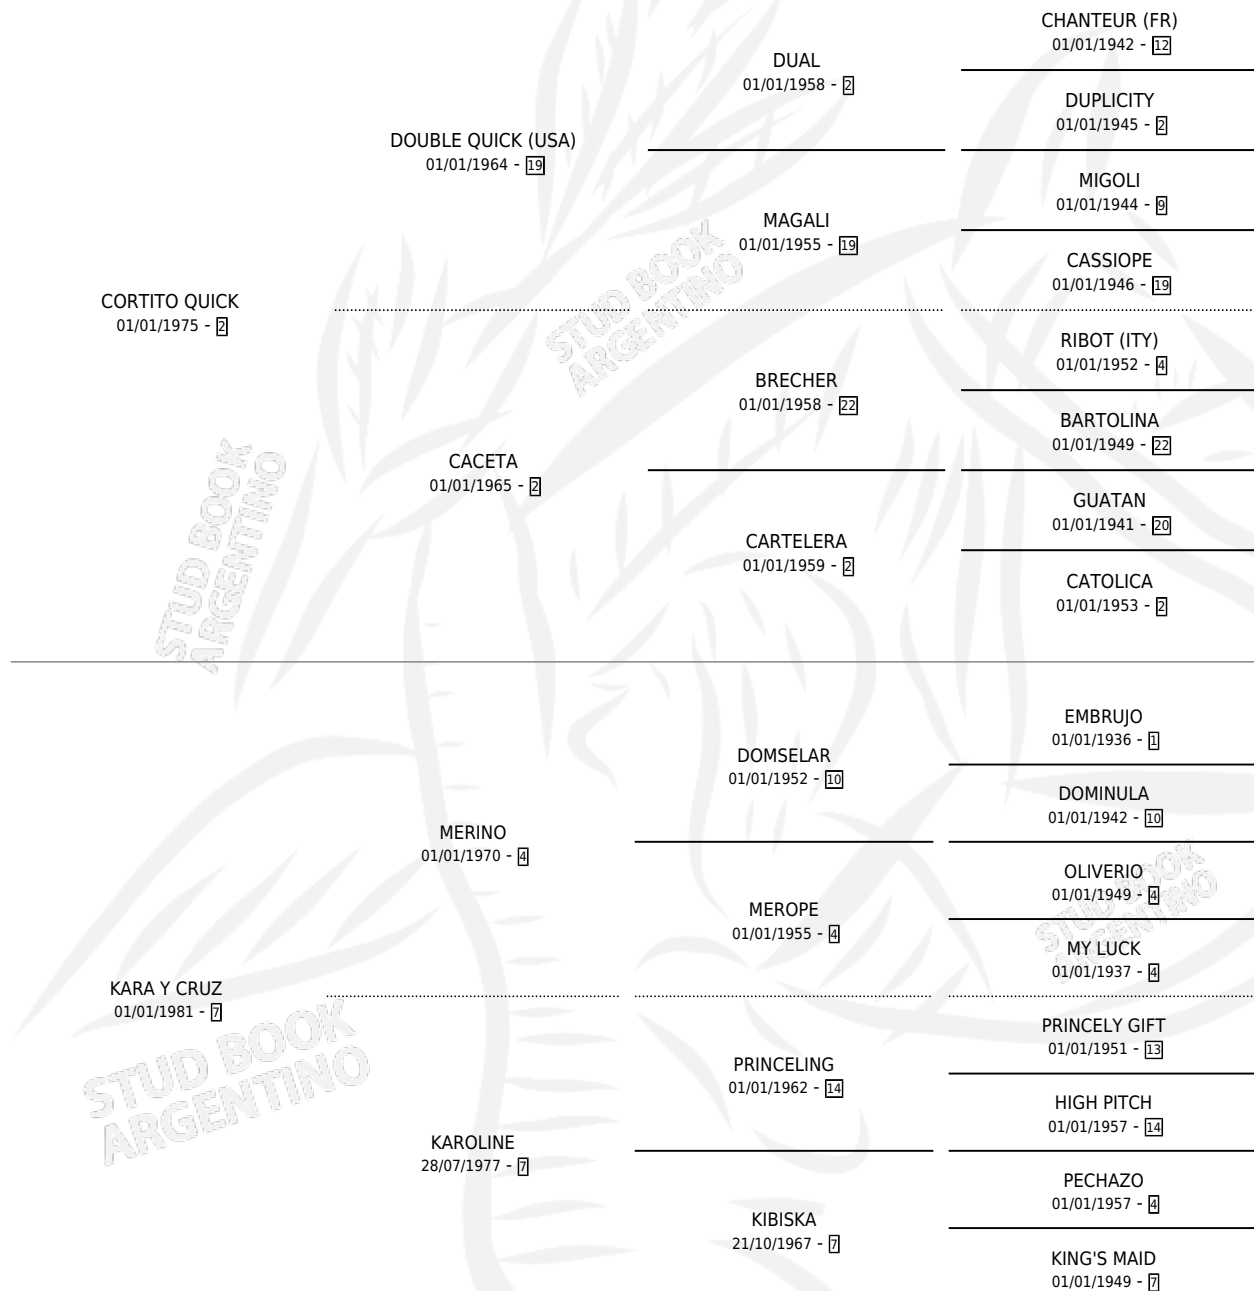 CHANTEUR (FR)
01/01/1942 - 12
DUAL
01/01/1958 - 2
DUPLICITY
01/01/1945 - 2
DOUBLE QUICK (USA)
01/01/1964 - 19
MIGOLI
01/01/1944 - 9
MAGALI
01/01/1955 - 19
CASSIOPE
01/01/1946 - 19
CORTITO QUICK
01/01/1975 - 2
RIBOT (ITY)
01/01/1952 - 4
BRECHER
01/01/1958 - 22
BARTOLINA
01/01/1949 - 22
CACETA
01/01/1965 - 2
GUATAN
01/01/1941 - 20
CARTELERA
01/01/1959 - 2
CATOLICA
01/01/1953 - 2
EMBRUJO
01/01/1936 - 1
DOMSELAR
01/01/1952 - 10
DOMINULA
01/01/1942 - 10
MERINO
01/01/1970 - 4
OLIVERIO
01/01/1949 - 4
MEROPE
01/01/1955 - 4
MY LUCK
01/01/1937 - 4
KARA Y CRUZ
01/01/1981 - 7
PRINCELY GIFT
01/01/1951 - 13
PRINCELING
01/01/1962 - 14
HIGH PITCH
01/01/1957 - 14
KAROLINE
28/07/1977 - 7
PECHAZO
01/01/1957 - 4
KIBISKA
21/10/1967 - 7
KING'S MAID
01/01/1949 - 7
STUD BOOK
ARGENTINO
STUD BOOK
ARGENTINO
STUD BOOK
ARGENTINO
STUD BOOK
ARGENTINO